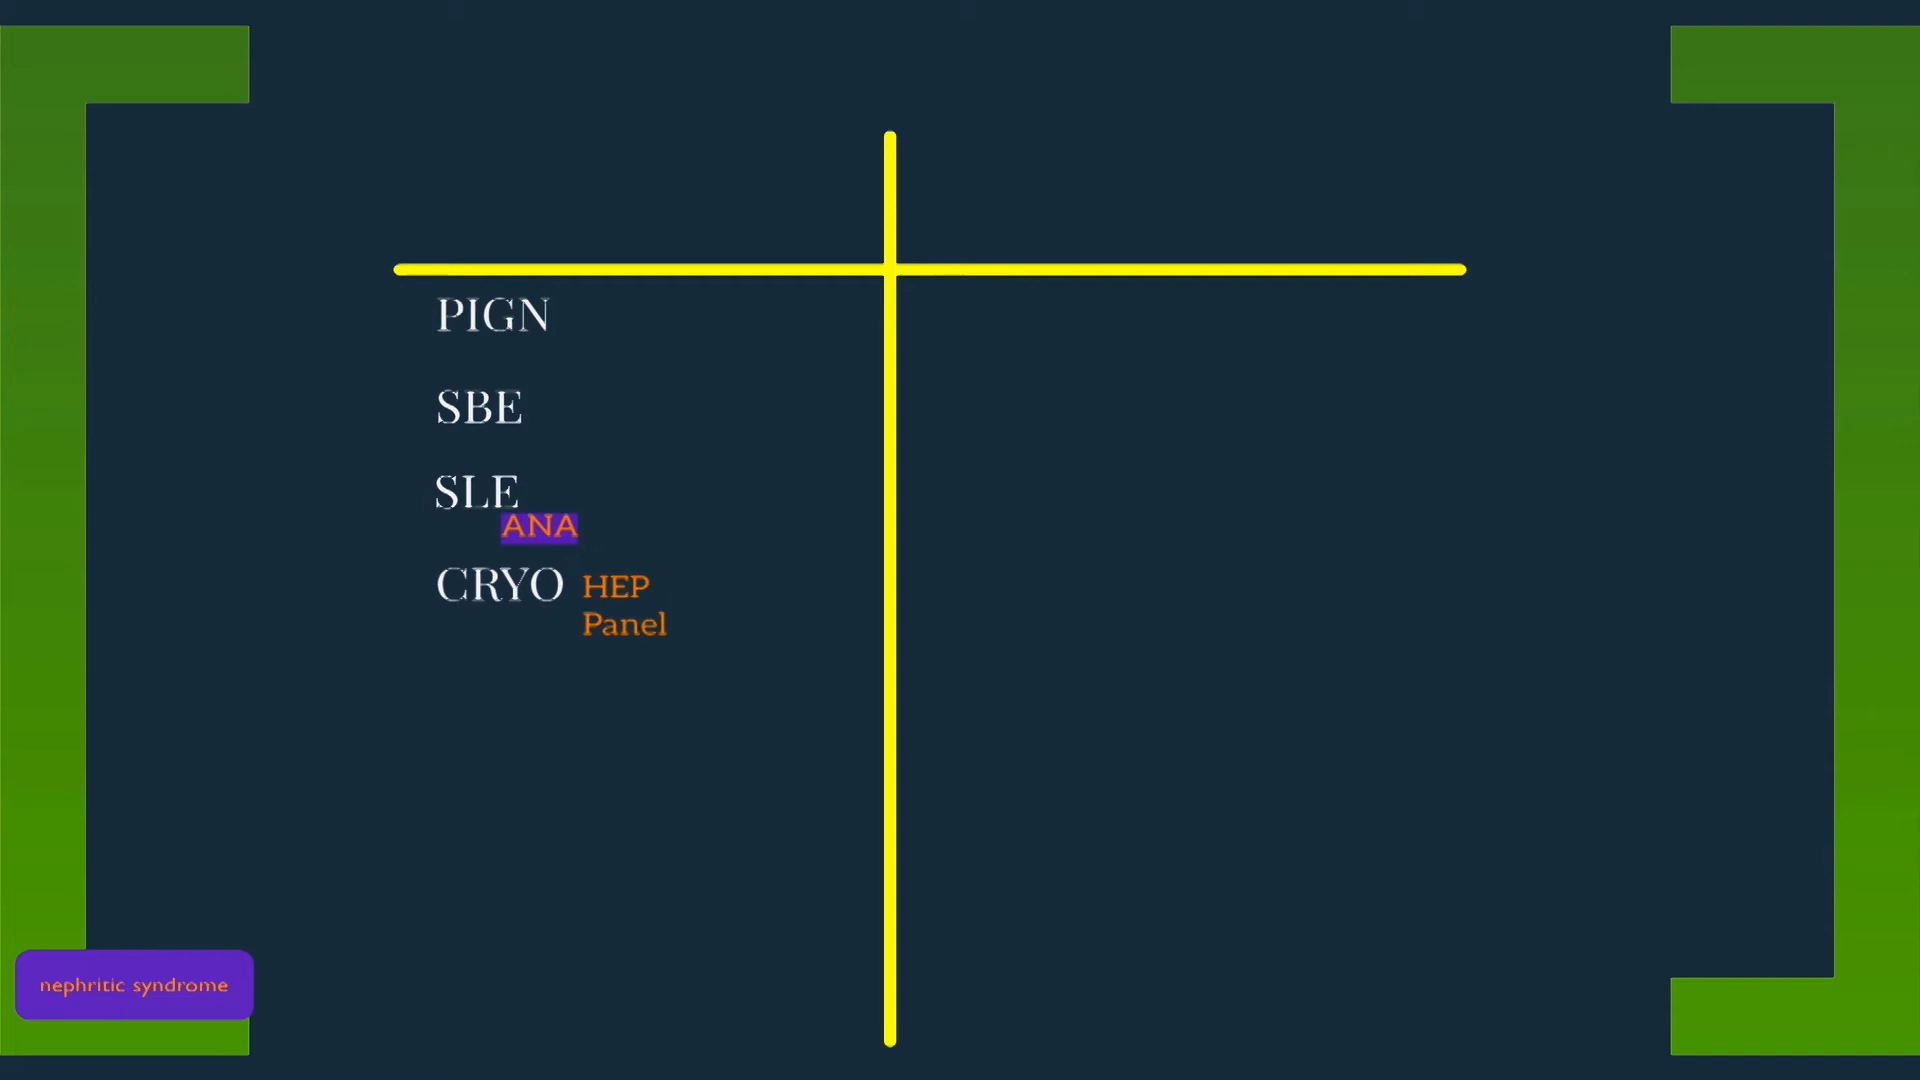 PIGN
SBE
SLE
ANA
CRYO
HEP
Panel
nephritic syndrome